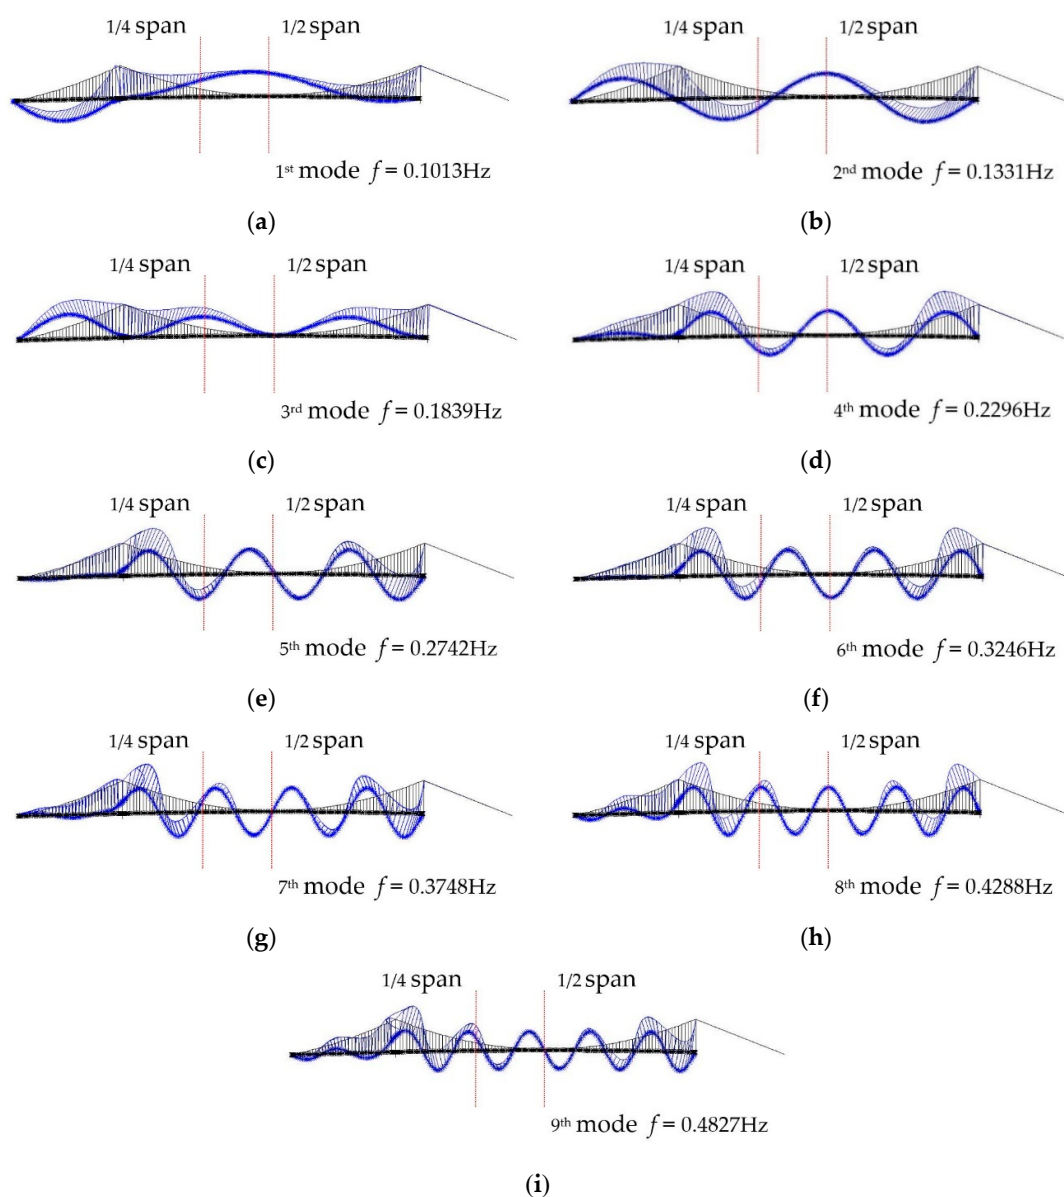 1/4 span 1/2 span 1/4 span 1/2 span
1st mode f = 0.1013Hz 2nd mode f = 0.1331Hz
(a) (b)
1/4 span 1/2 span 1/4 span 1/2 span
3rd mode f = 0.1839Hz 4th mode f = 0.2296Hz
(c) (d)
1/4 span 1/2 span 1/4 span 1/2 span
5th mode f = 0.2742Hz 6th mode f = 0.3246Hz
(e) (f)
1/4 span 1/2 span 1/4 span 1/2 span
7th mode f = 0.3748Hz 8th mode f = 0.4288Hz
(g) (h)
1/4 span 1/2 span
9th mode f = 0.4827Hz
(i)